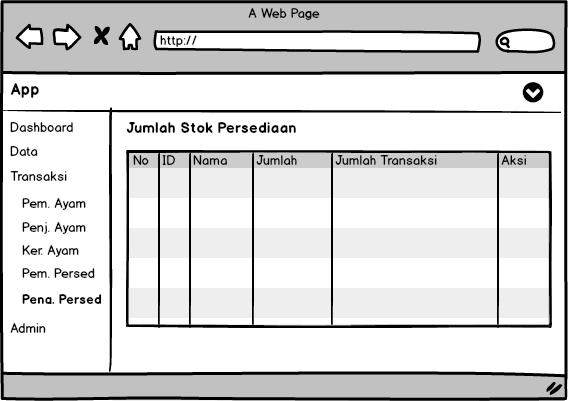 A Web Page
http://
App
Dashboard
Data
Transaksi
Pem. Ayam
Penj. Ayam
Ker. Ayam
Pem. Persed
Pena. Persed
Admin
Jumlah Stok Persediaan
No ID Nama Jumlah Jumlah Transaksi Aksi